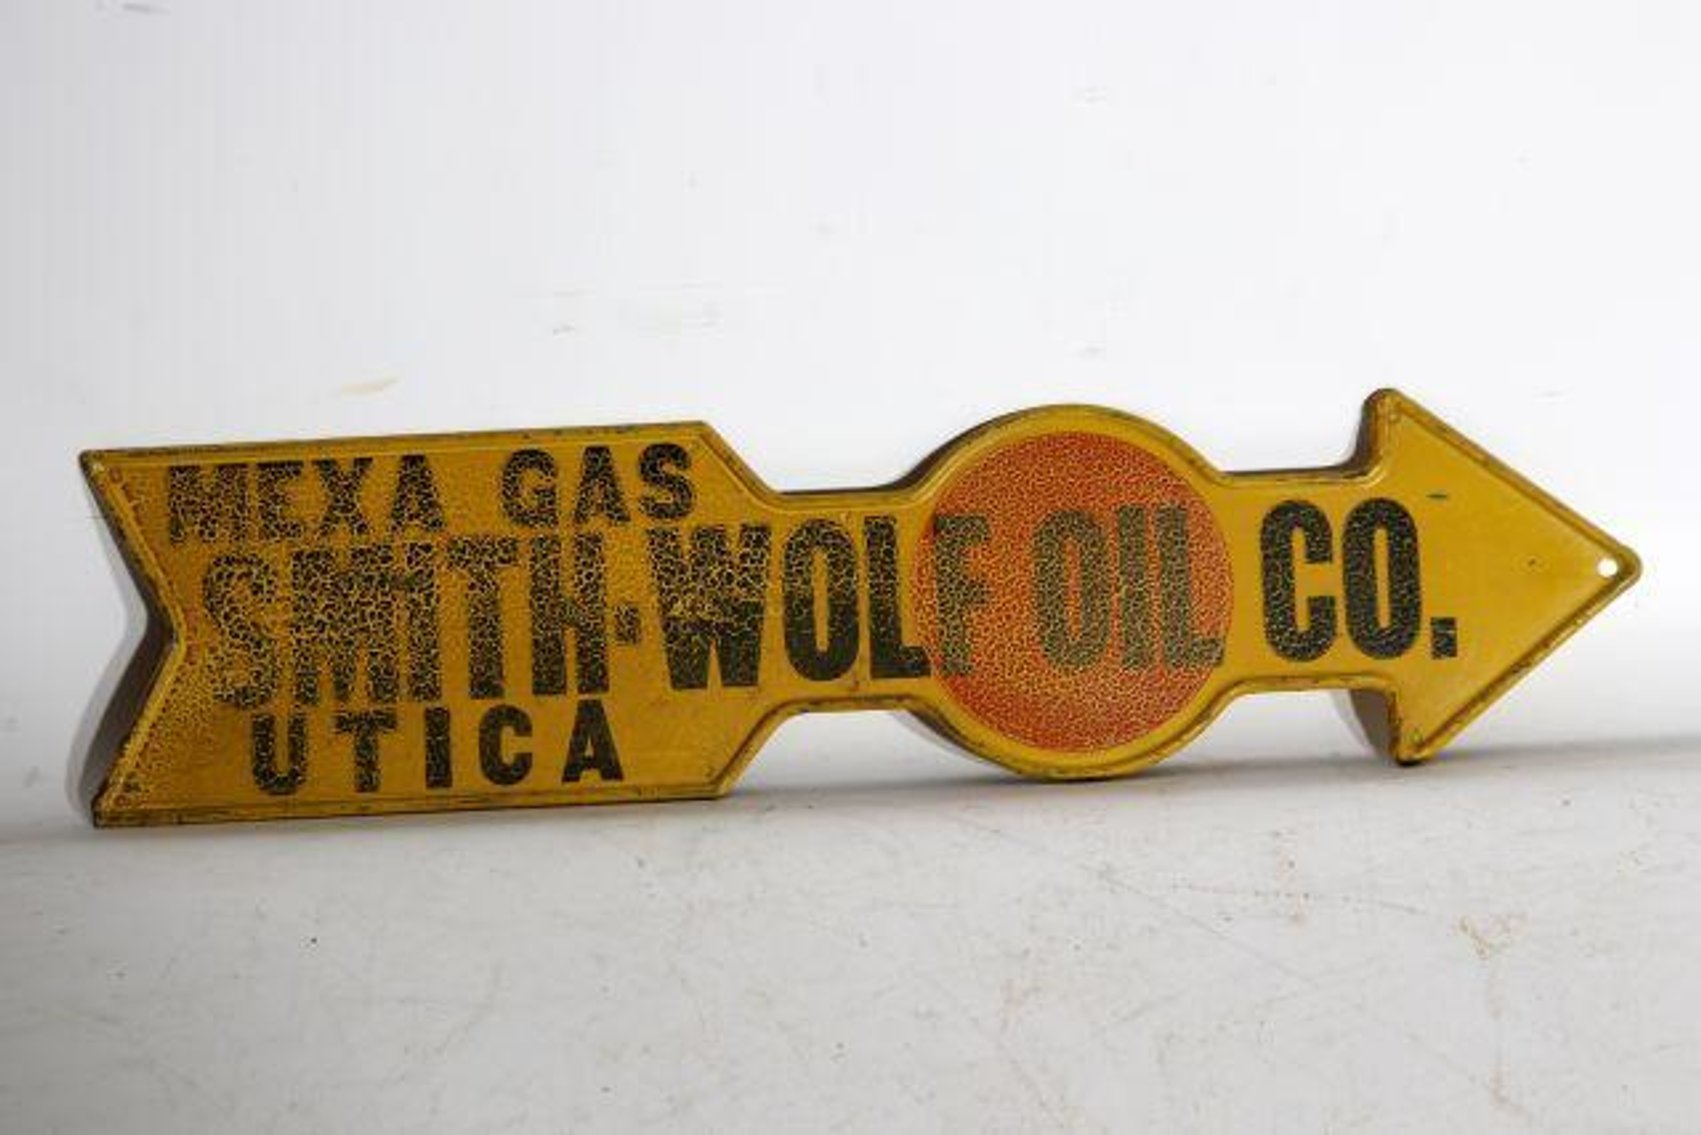 MEXA GAS
SMITH-WOLF OIL CO.
UTICA